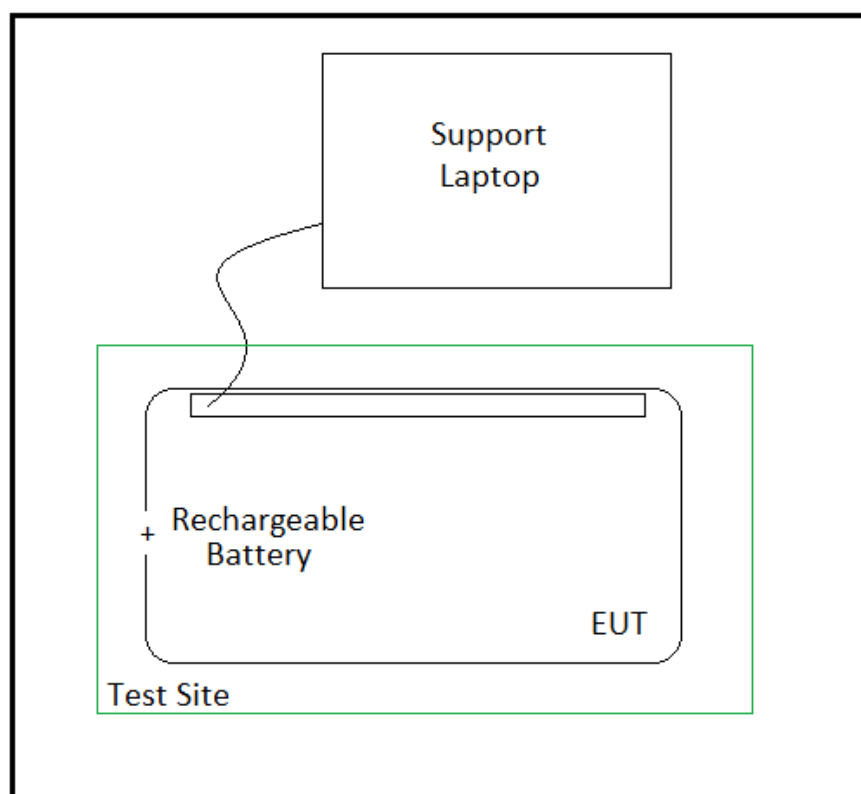 Support
Laptop
+ Rechargeable
Battery
EUT
Test Site